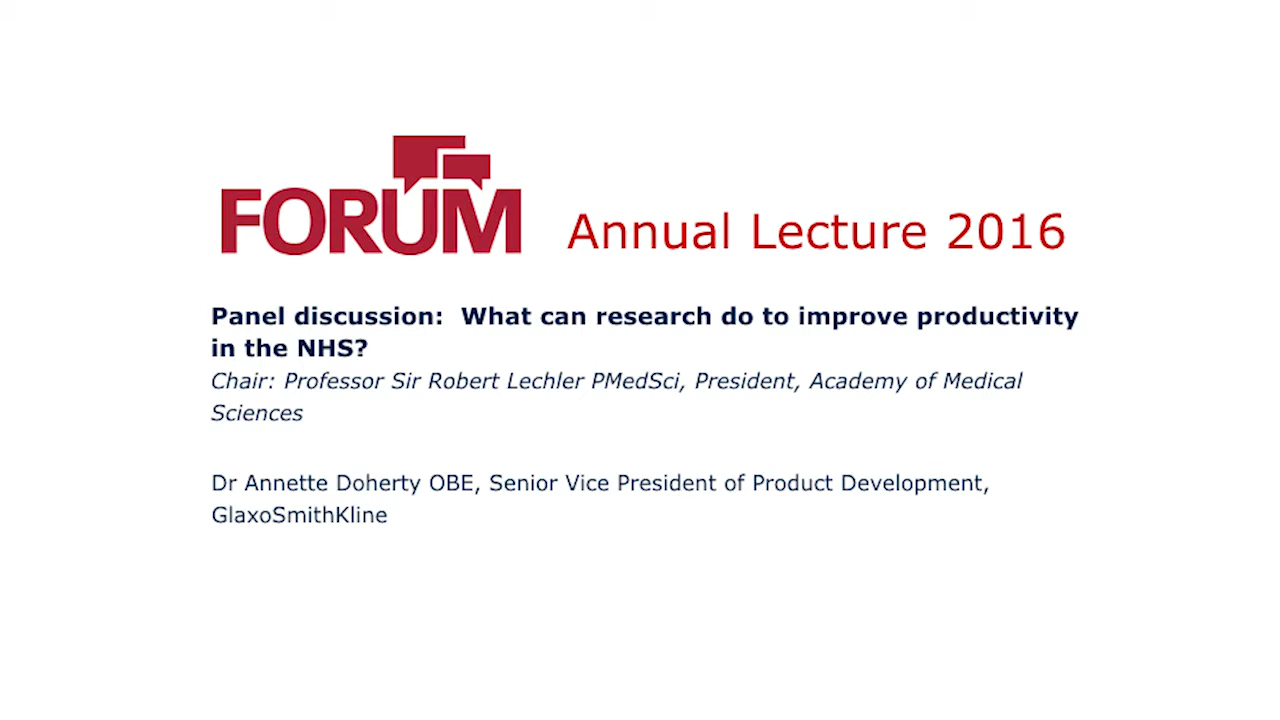 FORUM Annual Lecture 2016
Panel discussion:  What can research do to improve productivity
in the NHS?
Chair: Professor Sir Robert Lechler PMedSci, President, Academy of Medical
Sciences
Dr Annette Doherty OBE, Senior Vice President of Product Development,
GlaxoSmithKline